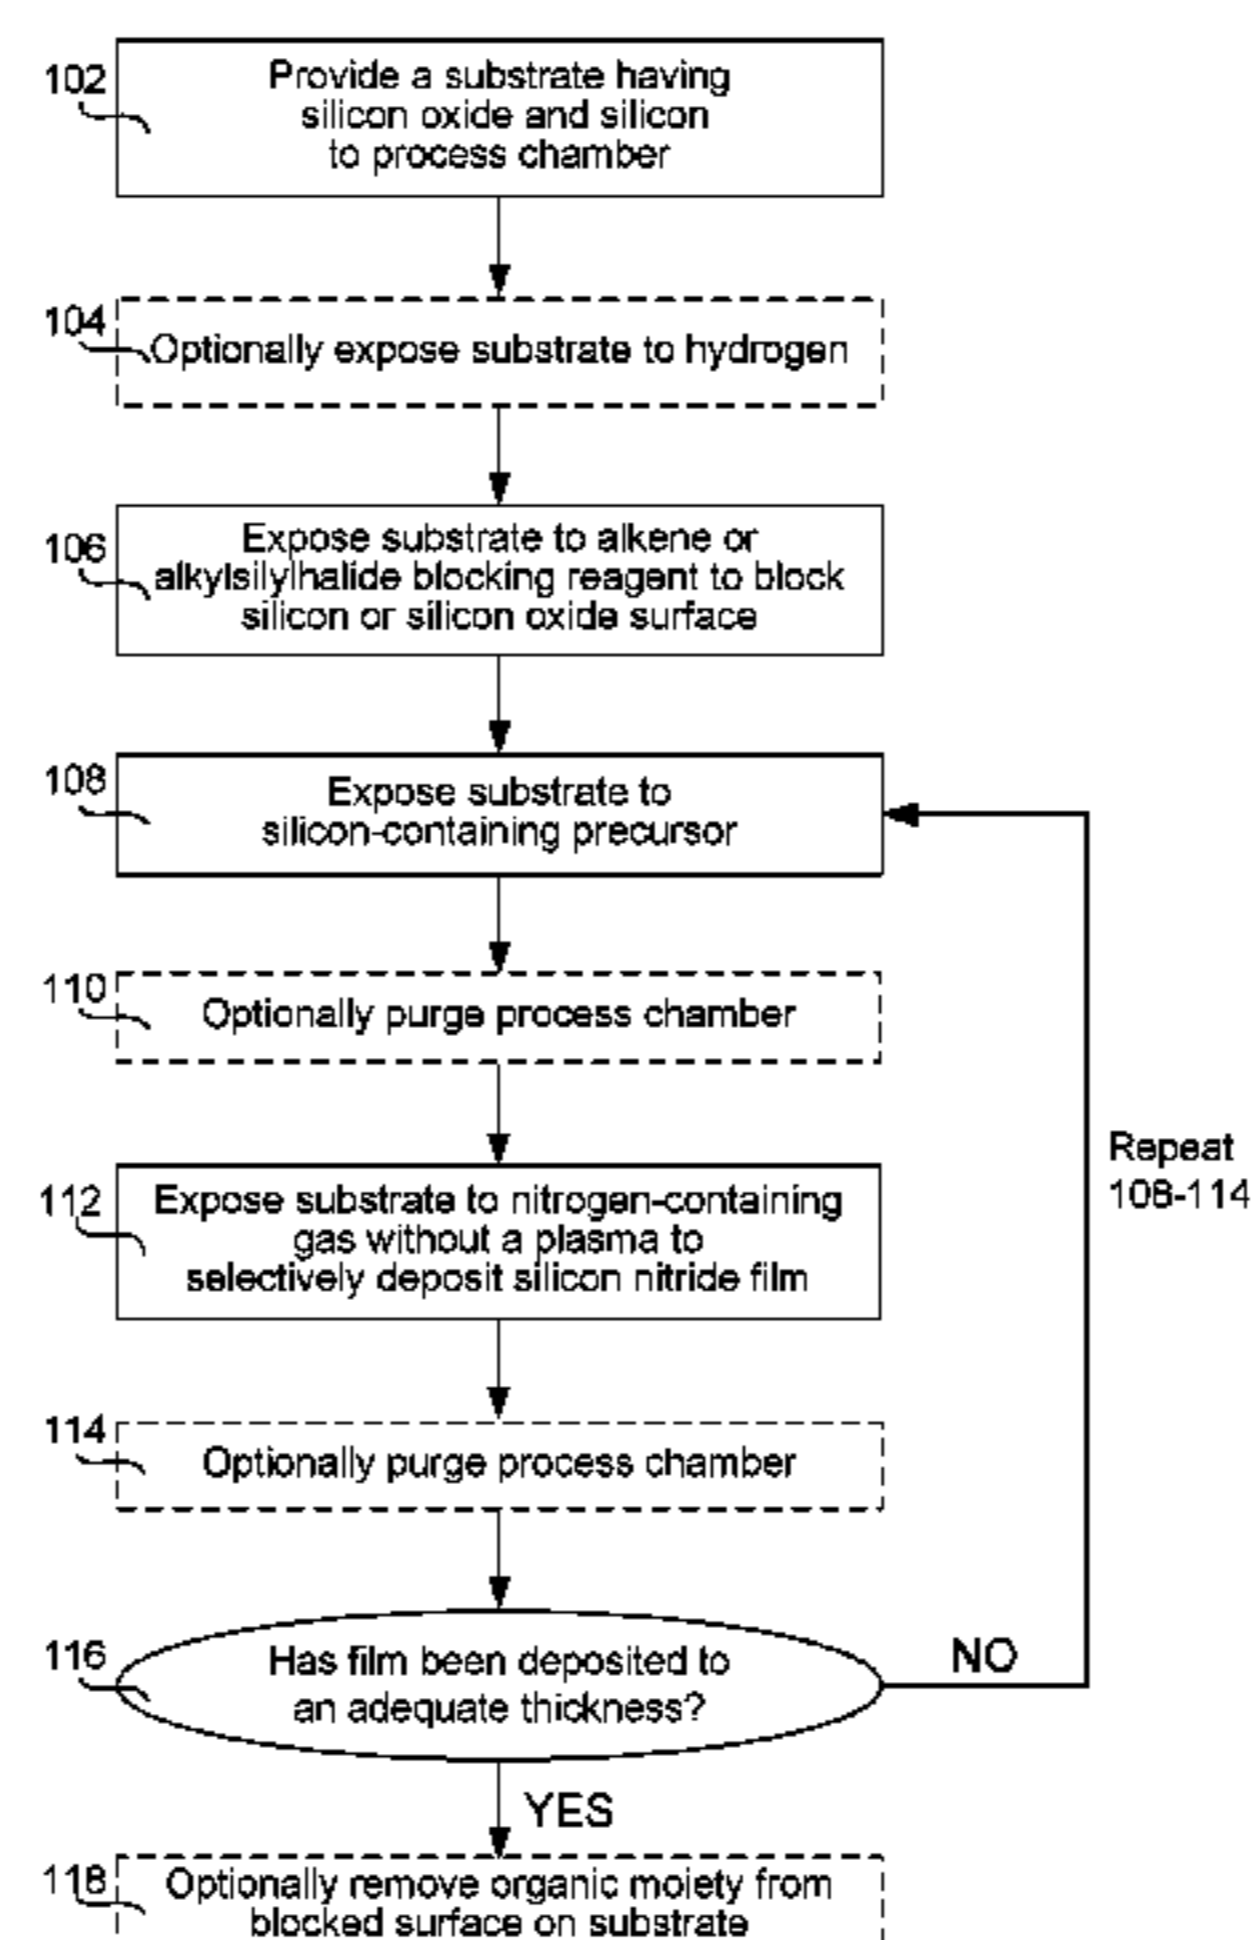 102
Provide a substrate having
silicon oxide and silicon
to process chamber
104
Optionally expose substrate to hydrogen
106
Expose substrate to alkene or
alkylsilylhalide blocking reagent to block
silicon or silicon oxide surface
108
Expose substrate to
silicon-containing precursor
110
Optionally purge process chamber
Repeat
108-114
112
Expose substrate to nitrogen-containing
gas without a plasma to
selectively deposit silicon nitride film
114
Optionally purge process chamber
116
Has film been deposited to
an adequate thickness?
NO
YES
118
Optionally remove organic moiety from
blocked surface on substrate